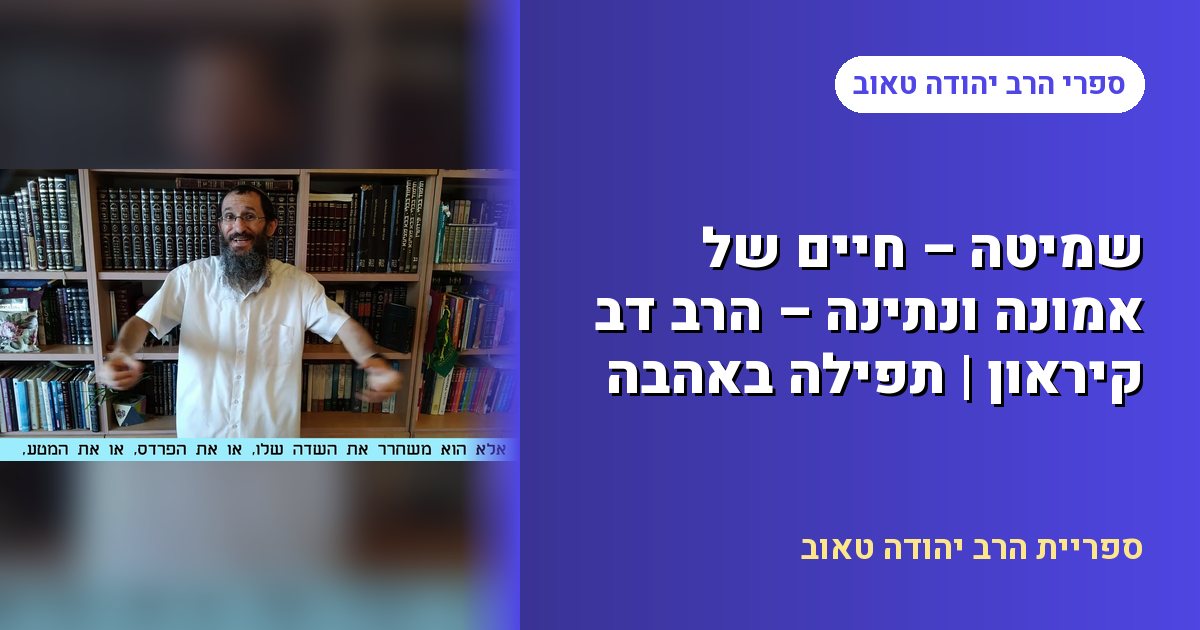 ספרי הרב יהודה טאוב
שמיטה – חיים של
אמונה ונתינה – הרב דב
קיראון | תפילה באהבה
אלא הוא משחרר את השדה שלו, או את הפרדס, או את המטע,
ספריית הרב יהודה טאוב